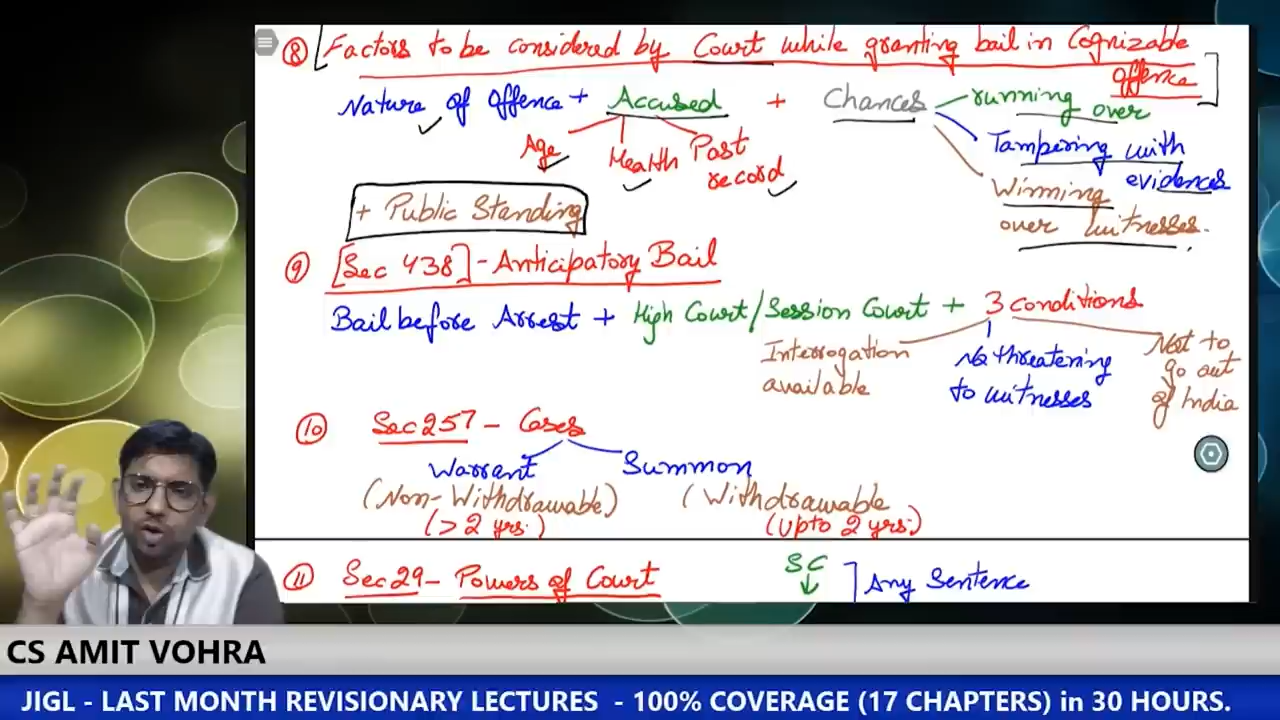 ⑧ [Factors to be considered by Court while granting bail in Cognizable
offence]
Nature of offence + Accused + Chances running over
Age Health Past
record
Tampering with
evidences
Winning
over witnesses.
+ Public Standing
⑨ [Sec 438] - Anticipatory Bail
Bail before Arrest + High Court/Session Court + 3 conditions
Interrogation
available
No threatening
to witnesses
Not to
go out
of India
⑩ Sec 257 - Cases
Warrant Summon
(Non-Withdrawable) (Withdrawable
(>2 yrs.) (upto 2 yrs.)
⑪ Sec 29 - Powers of Court SC ] Any Sentence
CS AMIT VOHRA
JIGL - LAST MONTH REVISIONARY LECTURES - 100% COVERAGE (17 CHAPTERS) in 30 HOURS.